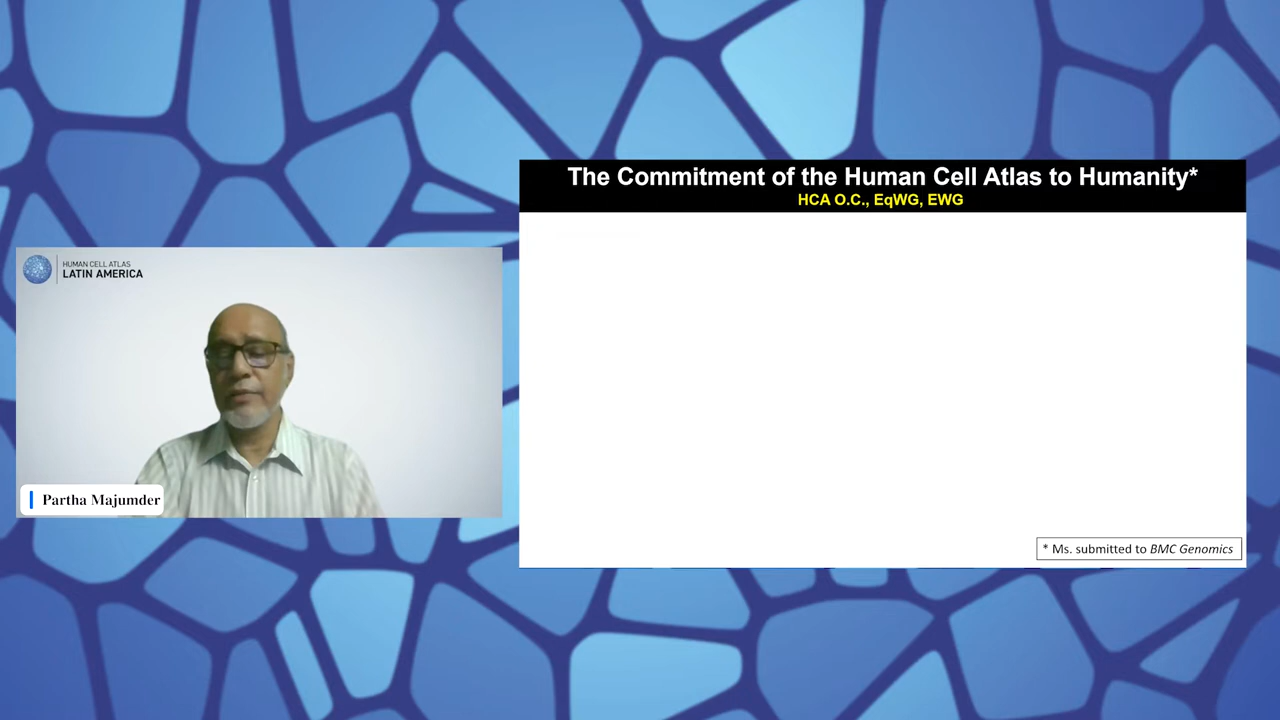 HUMAN CELL ATLAS
LATIN AMERICA
Partha Majumder
The Commitment of the Human Cell Atlas to Humanity*
HCA O.C., EqWG, EWG
* Ms. submitted to BMC Genomics